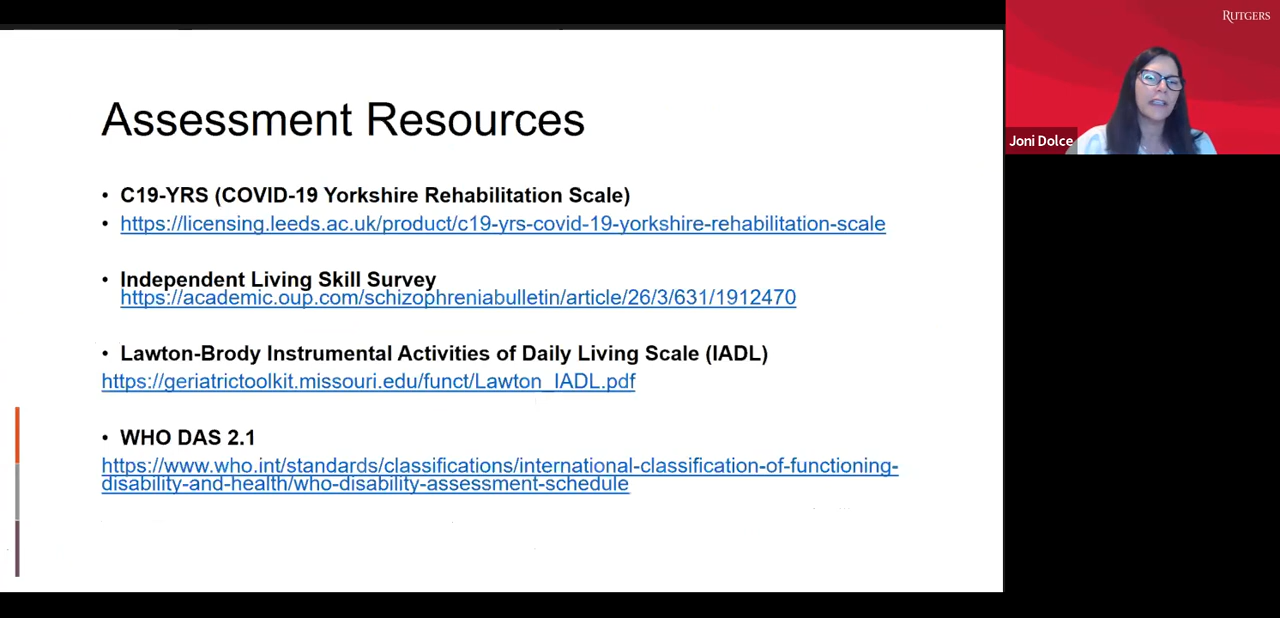 Assessment Resources
• C19-YRS (COVID-19 Yorkshire Rehabilitation Scale)
• https://licensing.leeds.ac.uk/product/c19-yrs-covid-19-yorkshire-rehabilitation-scale
• Independent Living Skill Survey
https://academic.oup.com/schizophreniabulletin/article/26/3/631/1912470
• Lawton-Brody Instrumental Activities of Daily Living Scale (IADL)
https://geriatrictoolkit.missouri.edu/funct/Lawton_IADL.pdf
• WHO DAS 2.1
https://www.who.int/standards/classifications/international-classification-of-functioning-
disability-and-health/who-disability-assessment-schedule
RUTGERS
Joni Dolce